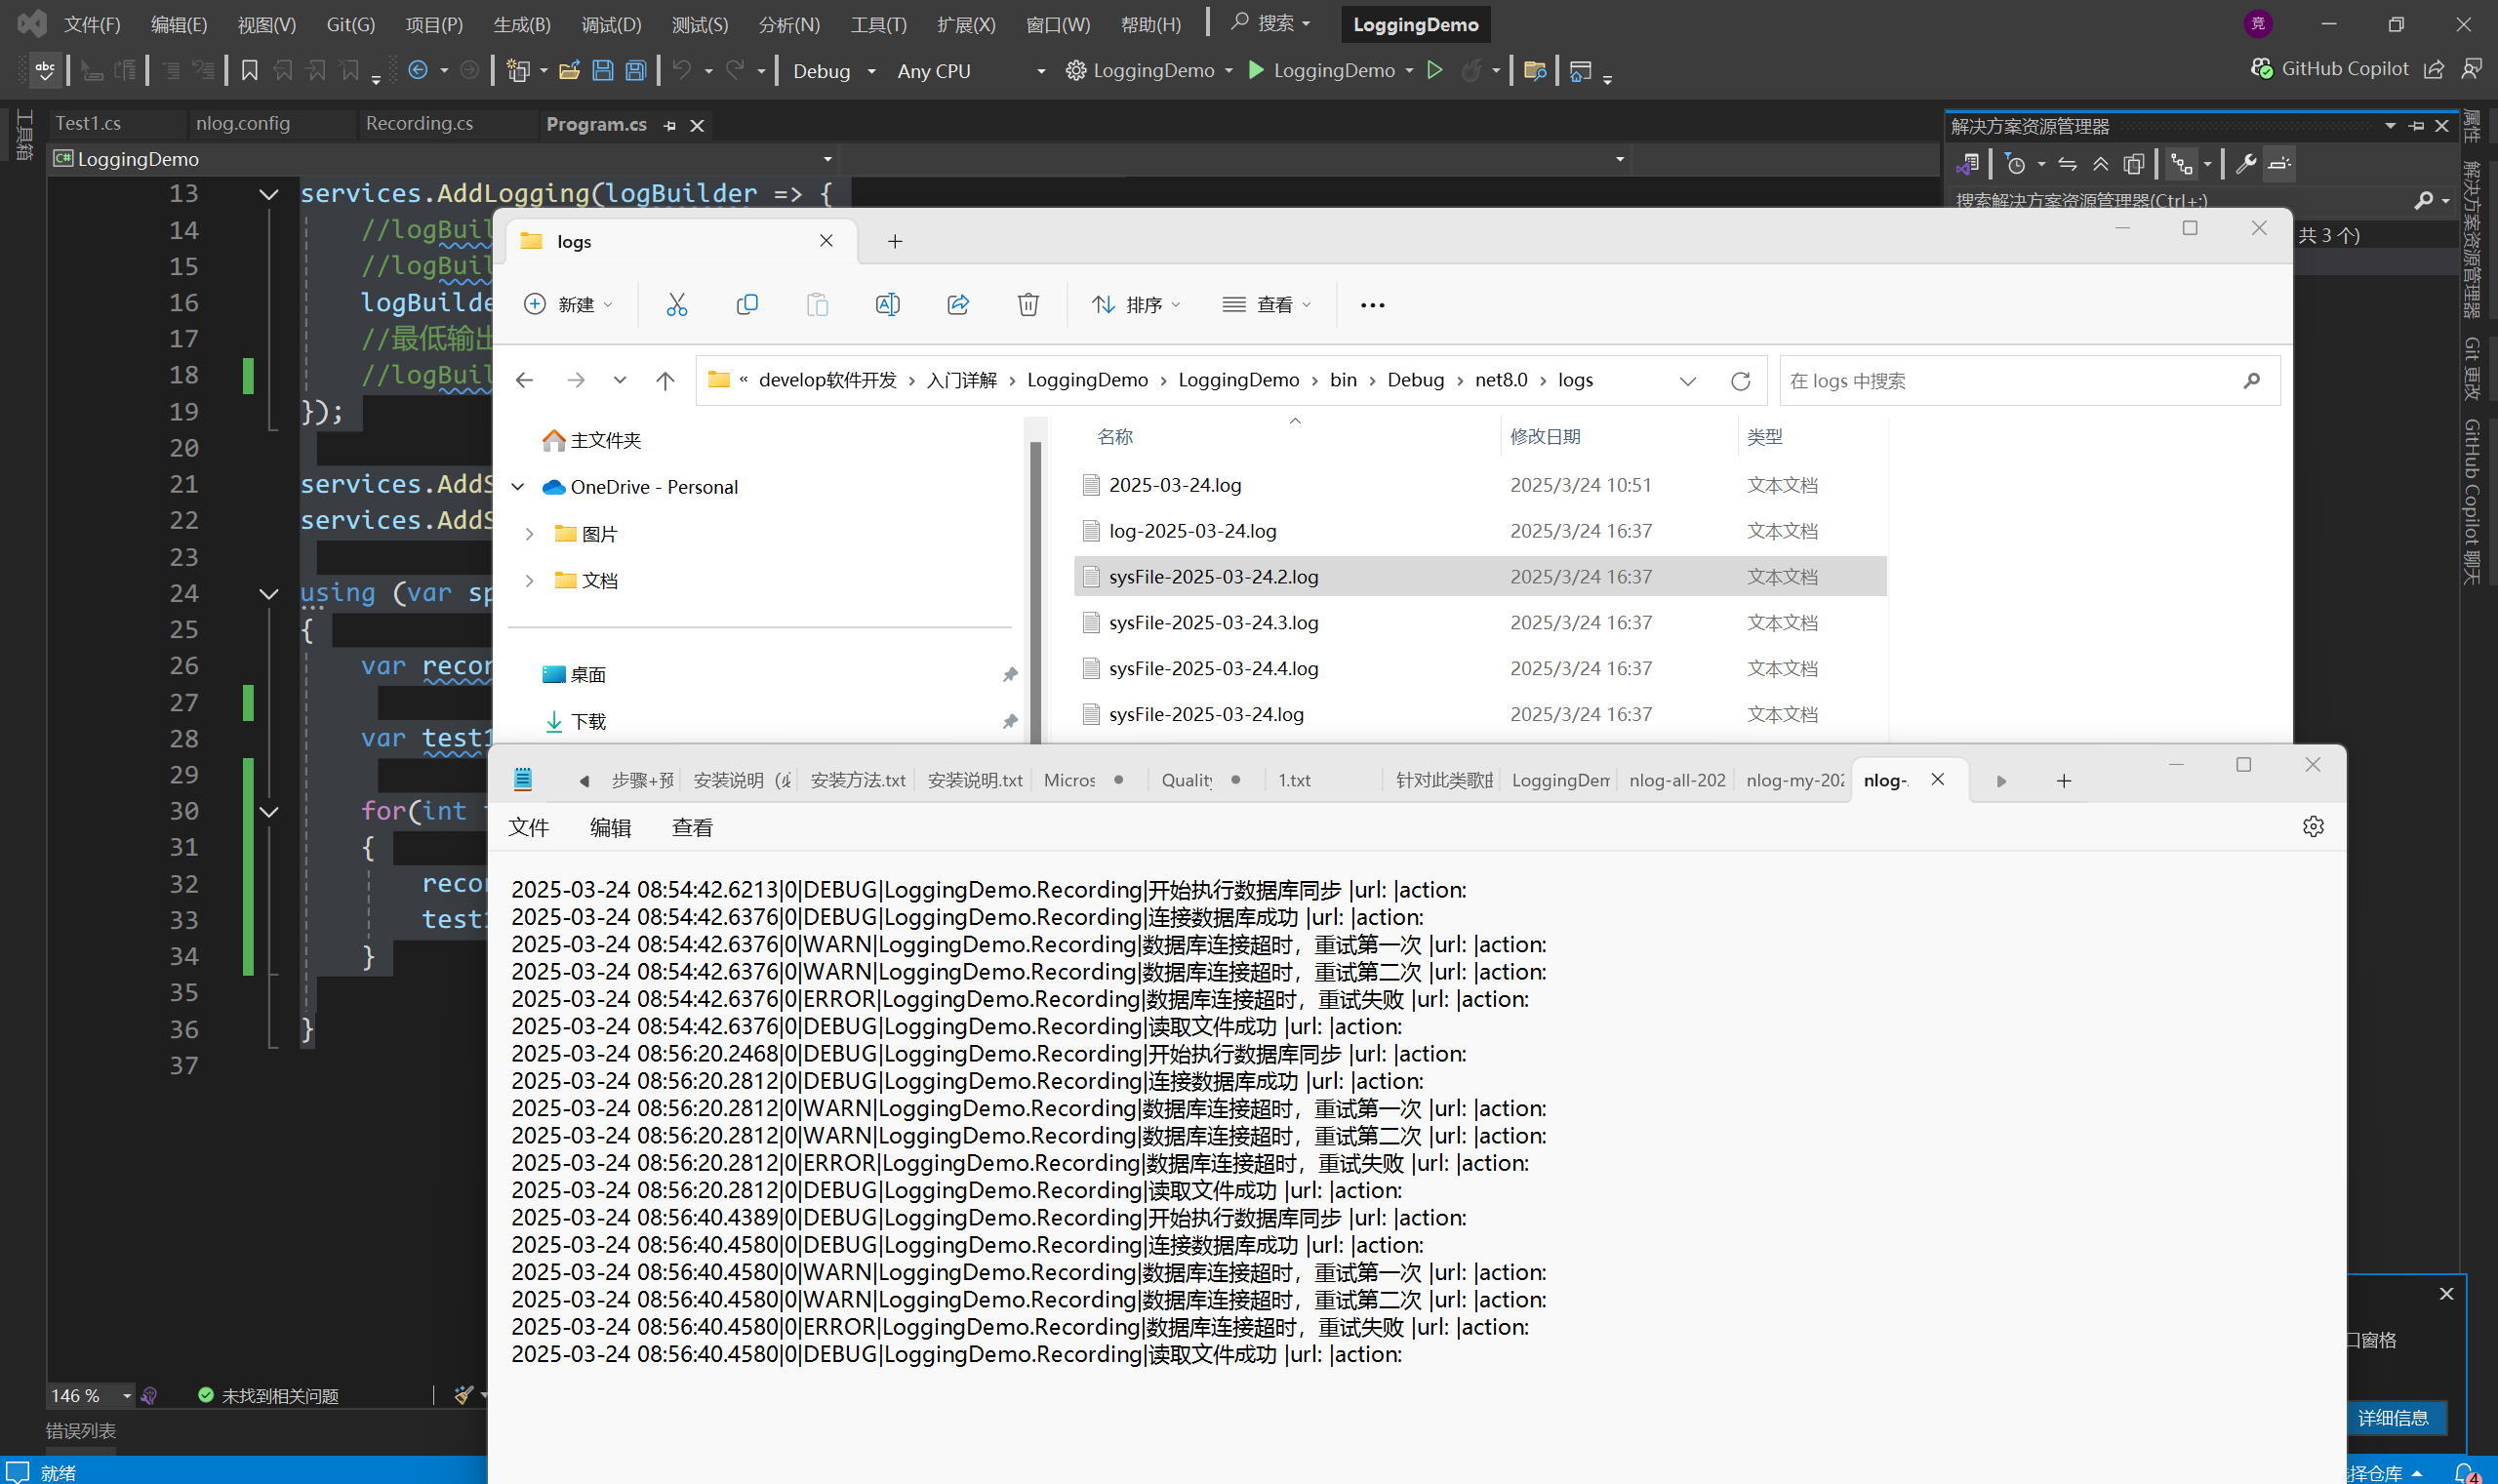 文件(F) 编辑(E) 视图(V) Git(G) 项目(P) 生成(B) 调试(D) 测试(S) 分析(N) 工具(T) 扩展(X) 窗口(W) 帮助(H) 搜索 LoggingDemo 竞
abc Debug Any CPU LoggingDemo LoggingDemo GitHub Copilot
工具箱
Test1.cs nlog.config Recording.cs Program.cs
C# LoggingDemo
解决方案资源管理器
搜索解决方案资源管理器(Ctrl+;)
共 3 个)
属性
解决方案资源管理器
Git 更改
GitHub Copilot 聊天
13 services.AddLogging(logBuilder => {
14 //logBuil
15 //logBuil
16 logBuilde
17 //最低输出
18 //logBuil
19 });
20
21 services.AddS
22 services.AddS
23
24 using (var sp
25 {
26 var recor
27
28 var test1
29
30 for(int
31 {
32 recor
33 test1
34 }
35
36 }
37
logs
新建 排序 查看
« develop软件开发 › 入门详解 › LoggingDemo › LoggingDemo › bin › Debug › net8.0 › logs
在 logs 中搜索
主文件夹
OneDrive - Personal
图片
文档
桌面
下载
名称 修改日期 类型
2025-03-24.log 2025/3/24 10:51 文本文档
log-2025-03-24.log 2025/3/24 16:37 文本文档
sysFile-2025-03-24.2.log 2025/3/24 16:37 文本文档
sysFile-2025-03-24.3.log 2025/3/24 16:37 文本文档
sysFile-2025-03-24.4.log 2025/3/24 16:37 文本文档
sysFile-2025-03-24.log 2025/3/24 16:37 文本文档
步骤+预 安装说明（ 安装方法.txt 安装说明.txt Micros Quality 1.txt 针对此类歌曲 LoggingDem nlog-all-202 nlog-my-202 nlog-
文件 编辑 查看
2025-03-24 08:54:42.6213|0|DEBUG|LoggingDemo.Recording|开始执行数据库同步 |url: |action:
2025-03-24 08:54:42.6376|0|DEBUG|LoggingDemo.Recording|连接数据库成功 |url: |action:
2025-03-24 08:54:42.6376|0|WARN|LoggingDemo.Recording|数据库连接超时，重试第一次 |url: |action:
2025-03-24 08:54:42.6376|0|WARN|LoggingDemo.Recording|数据库连接超时，重试第二次 |url: |action:
2025-03-24 08:54:42.6376|0|ERROR|LoggingDemo.Recording|数据库连接超时，重试失败 |url: |action:
2025-03-24 08:54:42.6376|0|DEBUG|LoggingDemo.Recording|读取文件成功 |url: |action:
2025-03-24 08:56:20.2468|0|DEBUG|LoggingDemo.Recording|开始执行数据库同步 |url: |action:
2025-03-24 08:56:20.2812|0|DEBUG|LoggingDemo.Recording|连接数据库成功 |url: |action:
2025-03-24 08:56:20.2812|0|WARN|LoggingDemo.Recording|数据库连接超时，重试第一次 |url: |action:
2025-03-24 08:56:20.2812|0|WARN|LoggingDemo.Recording|数据库连接超时，重试第二次 |url: |action:
2025-03-24 08:56:20.2812|0|ERROR|LoggingDemo.Recording|数据库连接超时，重试失败 |url: |action:
2025-03-24 08:56:20.2812|0|DEBUG|LoggingDemo.Recording|读取文件成功 |url: |action:
2025-03-24 08:56:40.4389|0|DEBUG|LoggingDemo.Recording|开始执行数据库同步 |url: |action:
2025-03-24 08:56:40.4580|0|DEBUG|LoggingDemo.Recording|连接数据库成功 |url: |action:
2025-03-24 08:56:40.4580|0|WARN|LoggingDemo.Recording|数据库连接超时，重试第一次 |url: |action:
2025-03-24 08:56:40.4580|0|WARN|LoggingDemo.Recording|数据库连接超时，重试第二次 |url: |action:
2025-03-24 08:56:40.4580|0|ERROR|LoggingDemo.Recording|数据库连接超时，重试失败 |url: |action:
2025-03-24 08:56:40.4580|0|DEBUG|LoggingDemo.Recording|读取文件成功 |url: |action:
口窗格
详细信息
146 % 未找到相关问题
错误列表
就绪
择仓库 4